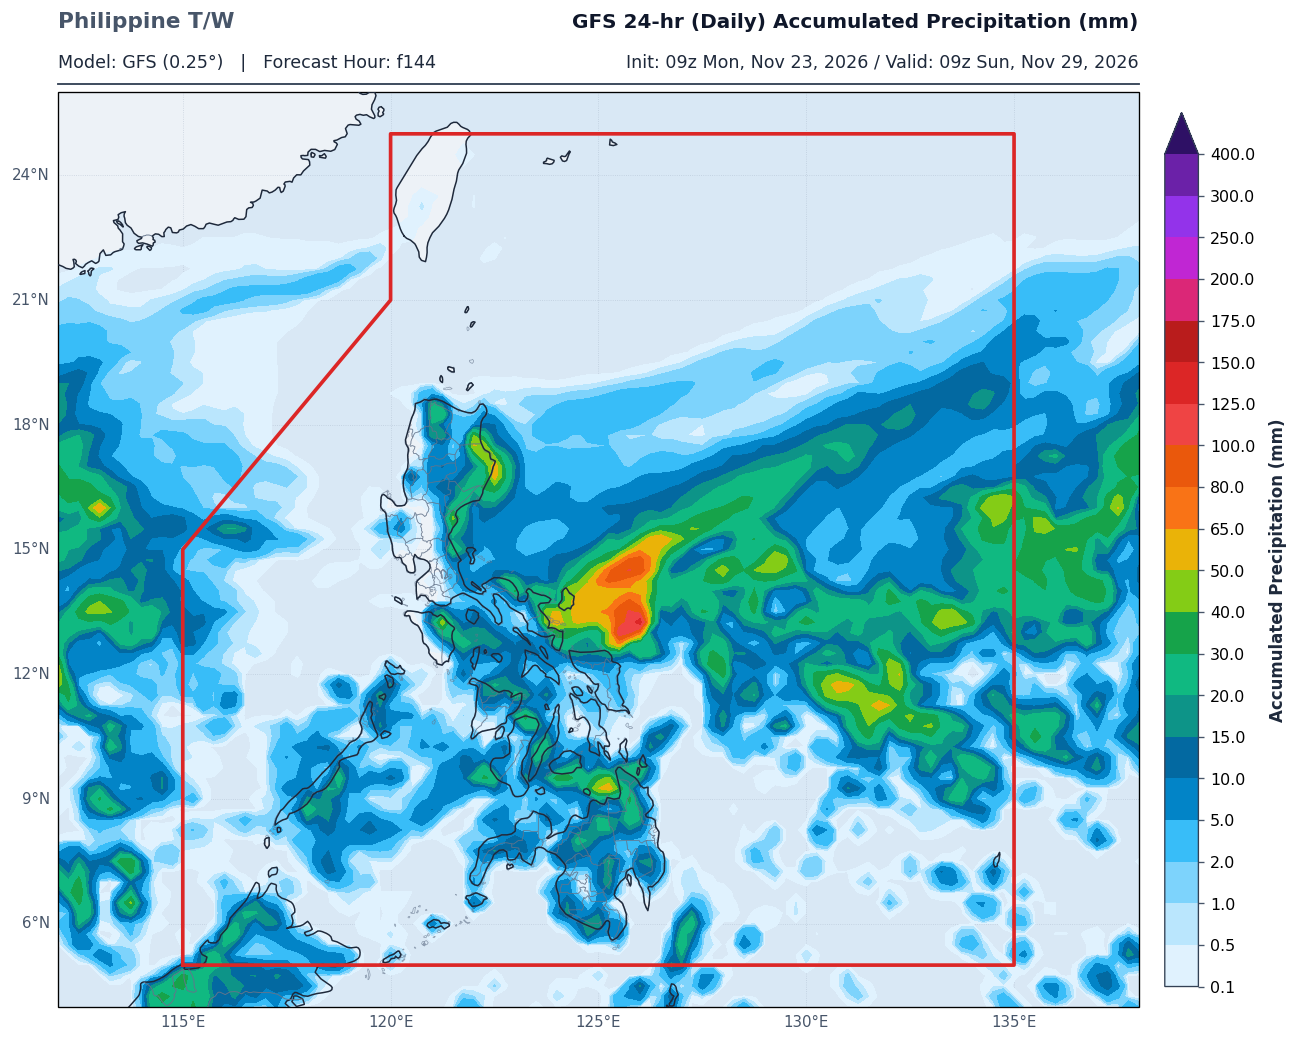 Philippine T/W
GFS 24-hr (Daily) Accumulated Precipitation (mm)
Model: GFS (0.25°)   |   Forecast Hour: f144
Init: 09z Mon, Nov 23, 2026 / Valid: 09z Sun, Nov 29, 2026
24°N
21°N
18°N
15°N
12°N
9°N
6°N
115°E
120°E
125°E
130°E
135°E
400.0
300.0
250.0
200.0
175.0
150.0
125.0
100.0
80.0
65.0
50.0
40.0
30.0
20.0
15.0
10.0
5.0
2.0
1.0
0.5
0.1
Accumulated Precipitation (mm)